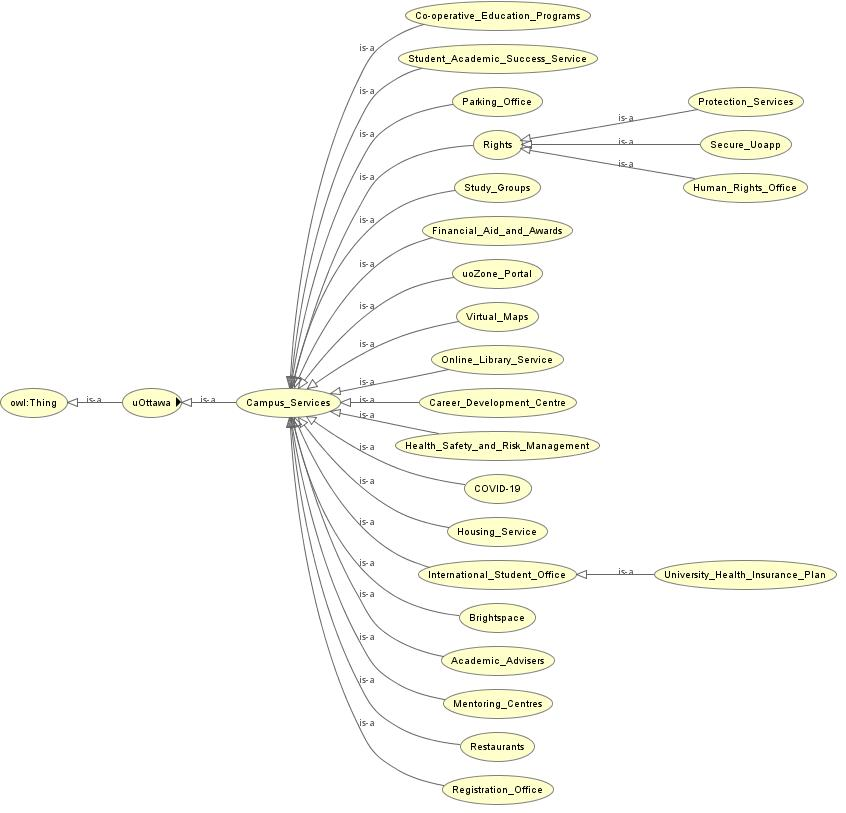 Co-operative_Education_Programs
is-a
Student_Academic_Success_Service
is-a
Parking_Office
Protection_Services
is-a
is-a
Rights
is-a
Secure_Uoapp
is-a
is-a
Study_Groups
Human_Rights_Office
is-a
Financial_Aid_and_Awards
is-a
uoZone_Portal
is-a
Virtual_Maps
is-a
Online_Library_Service
is-a
owl:Thing
is-a
uOttawa
is-a
Campus_Services
is-a
Career_Development_Centre
is-a
Health_Safety_and_Risk_Management
is-a
COVID-19
is-a
Housing_Service
is-a
International_Student_Office
is-a
University_Health_Insurance_Plan
is-a
Brightspace
is-a
Academic_Advisers
is-a
Mentoring_Centres
is-a
Restaurants
is-a
Registration_Office